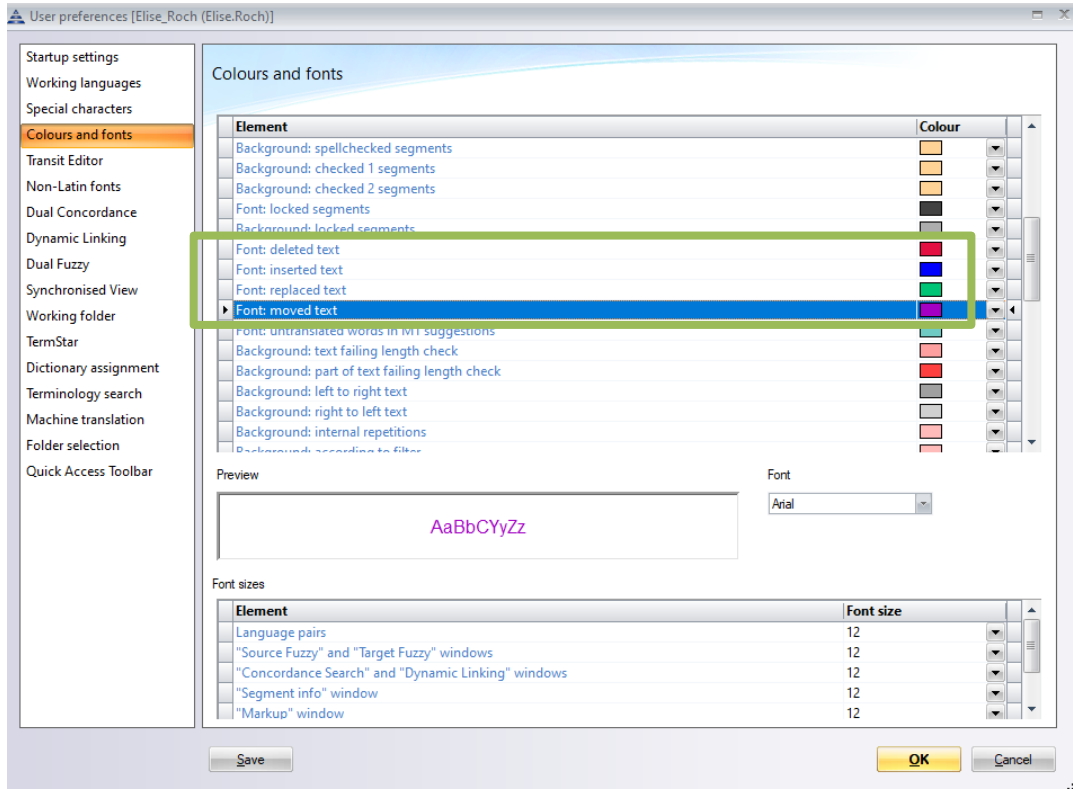 User preferences [Elise_Roch (Elise.Roch)]
Startup settings
Working languages
Special characters
Colours and fonts
Transit Editor
Non-Latin fonts
Dual Concordance
Dynamic Linking
Dual Fuzzy
Synchronised View
Working folder
TermStar
Dictionary assignment
Terminology search
Machine translation
Folder selection
Quick Access Toolbar
Colours and fonts
Element Colour
Background: spellchecked segments
Background: checked 1 segments
Background: checked 2 segments
Font: locked segments
Background: locked segments
Font: deleted text
Font: inserted text
Font: replaced text
Font: moved text
Font: untranslated words in MT suggestions
Background: text failing length check
Background: part of text failing length check
Background: left to right text
Background: right to left text
Background: internal repetitions
Background: according to filter
Preview
Font
AaBbCYyZz
Arial
Font sizes
Element Font size
Language pairs 12
"Source Fuzzy" and "Target Fuzzy" windows 12
"Concordance Search" and "Dynamic Linking" windows 12
"Segment info" window 12
"Markup" window 12
Save
OK
Cancel